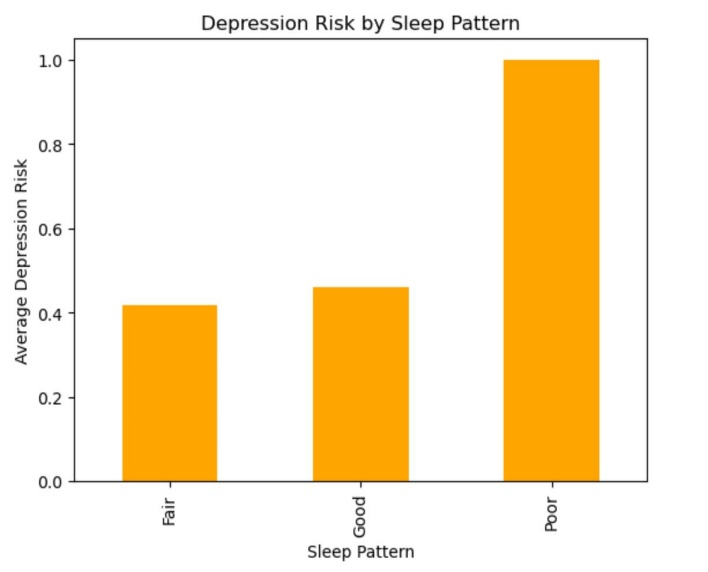 Depression Risk by Sleep Pattern
Average Depression Risk
1.0
0.8
0.6
0.4
0.2
0.0
Fair
Good
Poor
Sleep Pattern